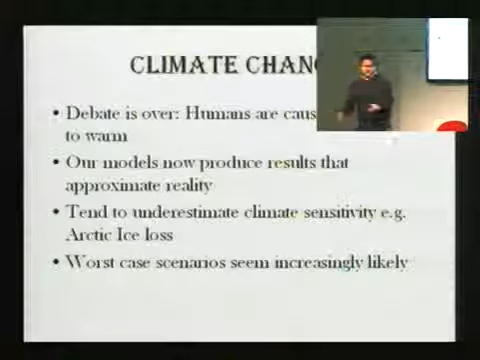 CLIMATE CHAN
• Debate is over: Humans are caus
to warm
• Our models now produce results that
approximate reality
• Tend to underestimate climate sensitivity e.g.
Arctic Ice loss
• Worst case scenarios seem increasingly likely